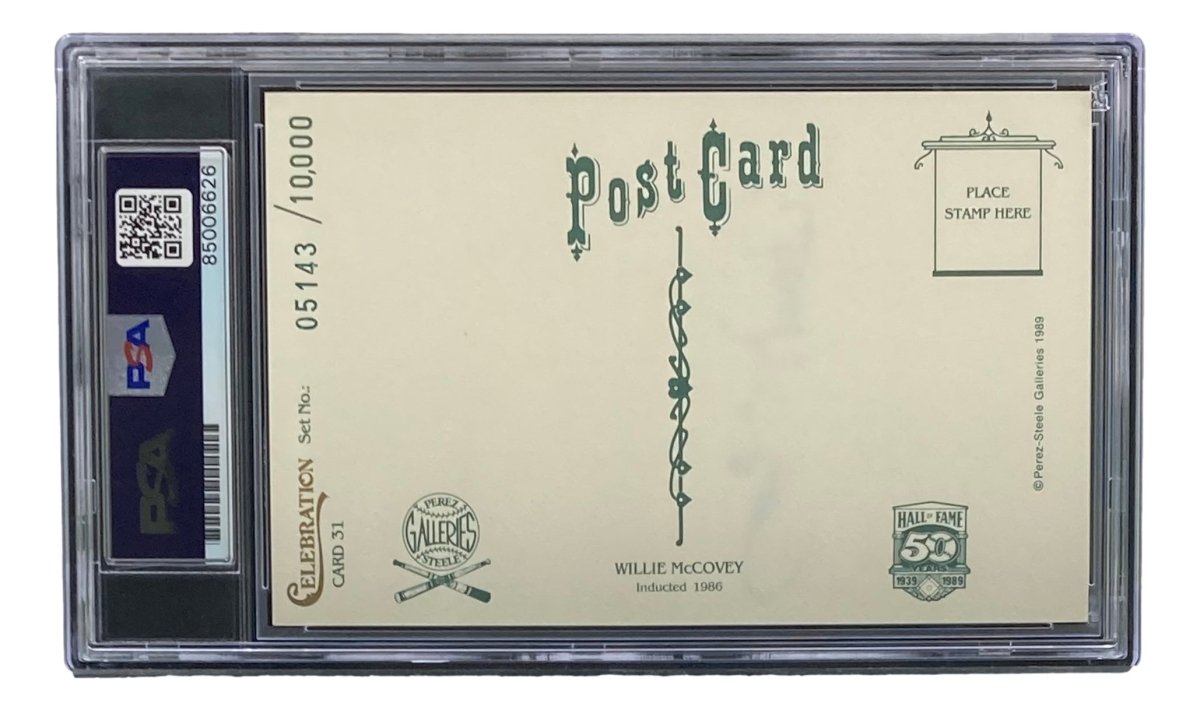 85006626
PSA
PSA
CELEBRATION Set No.: 05143 /10,000
CARD 31
Post Card
PLACE
STAMP HERE
©Perez-Steele Galleries 1989
PEREZ
GALLERIES
STEELE
WILLIE McCOVEY
Inducted 1986
HALL OF FAME
50
YEARS
1939 1989